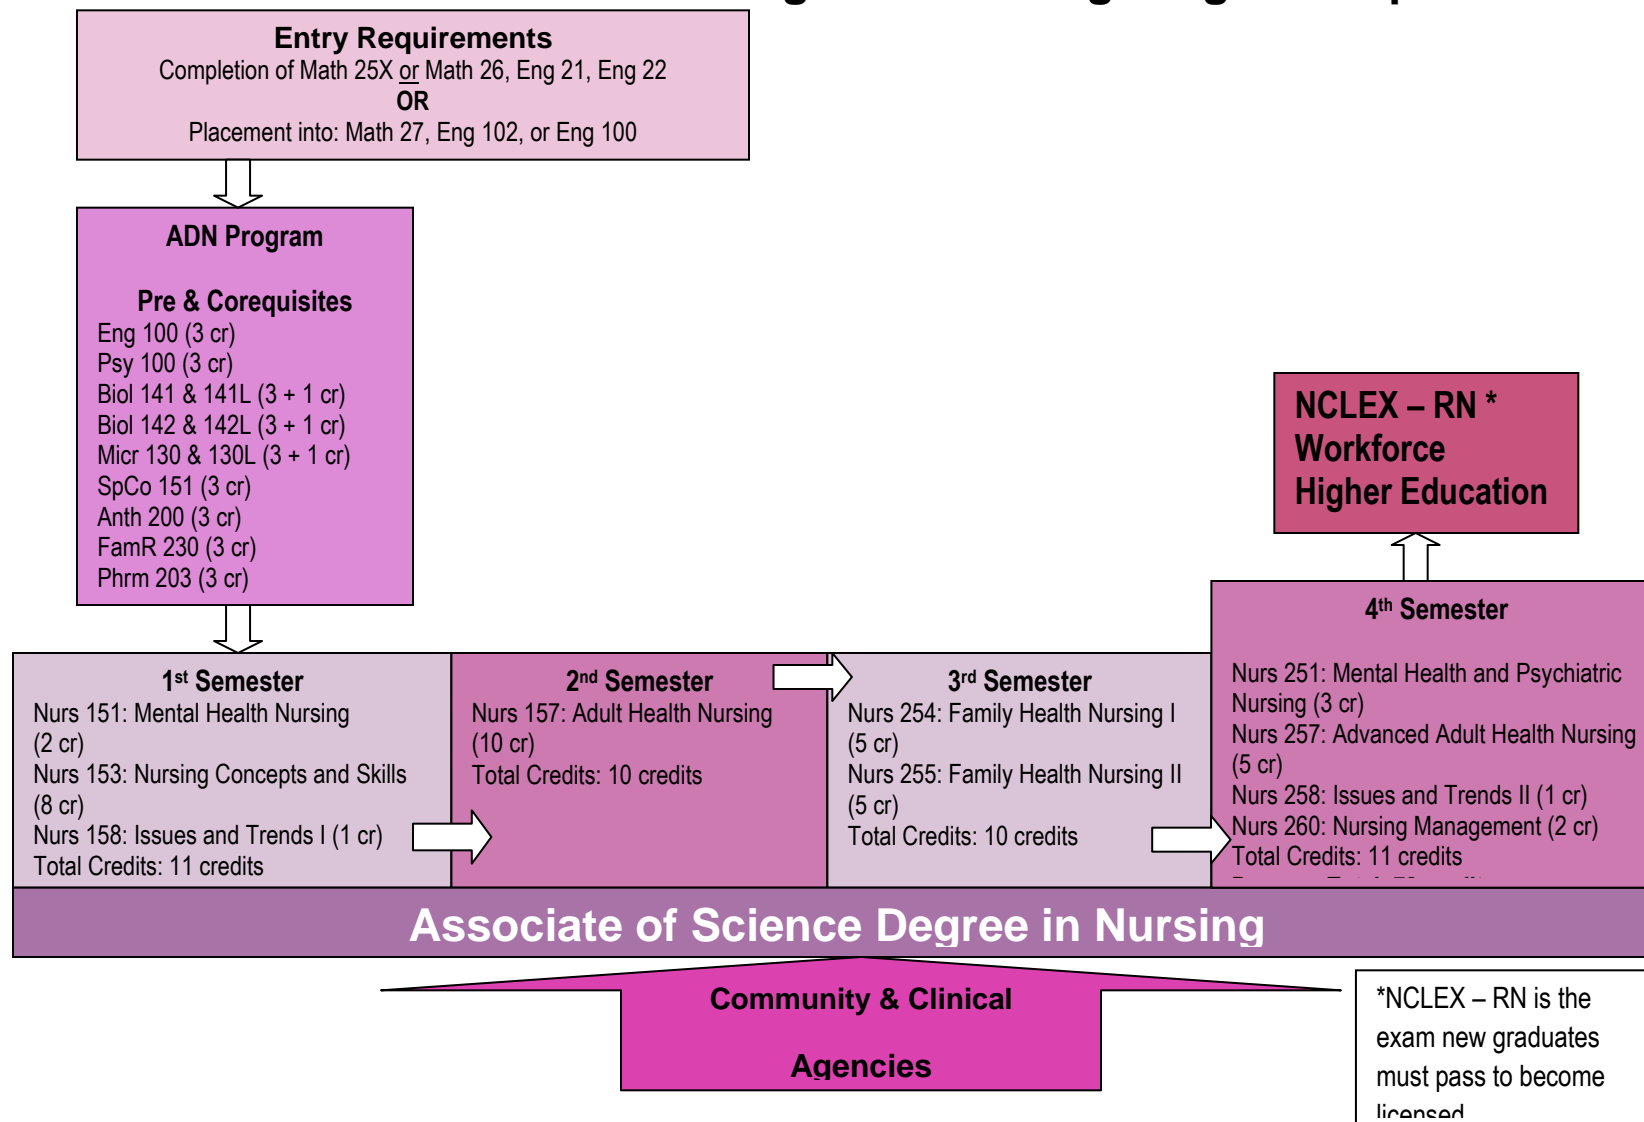 Entry Requirements
Completion of Math 25X or Math 26, Eng 21, Eng 22
OR
Placement into: Math 27, Eng 102, or Eng 100
ADN Program
Pre & Corequisites
Eng 100 (3 cr)
Psy 100 (3 cr)
Biol 141 & 141L (3 + 1 cr)
Biol 142 & 142L (3 + 1 cr)
Micr 130 & 130L (3 + 1 cr)
SpCo 151 (3 cr)
Anth 200 (3 cr)
FamR 230 (3 cr)
Phrm 203 (3 cr)
1st Semester
Nurs 151: Mental Health Nursing
(2 cr)
Nurs 153: Nursing Concepts and Skills
(8 cr)
Nurs 158: Issues and Trends I (1 cr)
Total Credits: 11 credits
2nd Semester
Nurs 157: Adult Health Nursing
(10 cr)
Total Credits: 10 credits
3rd Semester
Nurs 254: Family Health Nursing I
(5 cr)
Nurs 255: Family Health Nursing II
(5 cr)
Total Credits: 10 credits
4th Semester
Nurs 251: Mental Health and Psychiatric
Nursing (3 cr)
Nurs 257: Advanced Adult Health Nursing
(5 cr)
Nurs 258: Issues and Trends II (1 cr)
Nurs 260: Nursing Management (2 cr)
Total Credits: 11 credits
NCLEX – RN *
Workforce
Higher Education
Associate of Science Degree in Nursing
Community & Clinical
Agencies
*NCLEX – RN is the
exam new graduates
must pass to become
licensed